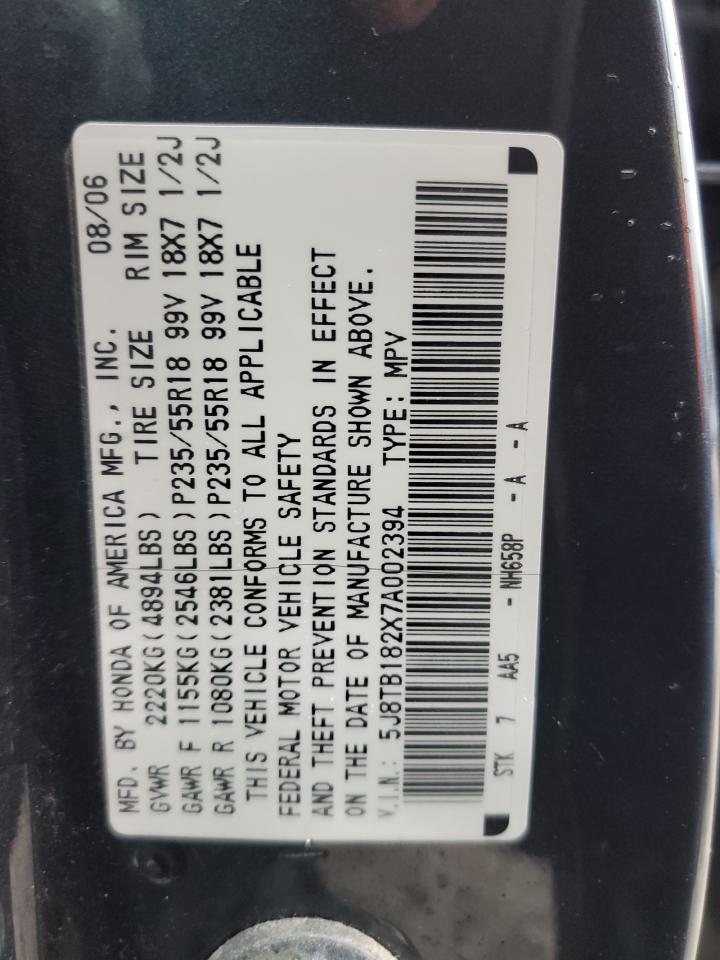 MFD. BY HONDA OF AMERICA MFG., INC. 08/06
GVWR 2220KG(4894LBS) TIRE SIZE RIM SIZE
GAWR F 1155KG(2546LBS)P235/55R18 99V 18X7 1/2J
GAWR R 1080KG(2381LBS)P235/55R18 99V 18X7 1/2J
THIS VEHICLE CONFORMS TO ALL APPLICABLE
FEDERAL MOTOR VEHICLE SAFETY
AND THEFT PREVENTION STANDARDS IN EFFECT
ON THE DATE OF MANUFACTURE SHOWN ABOVE.
V.I.N.: 5J8TB182X7A002394 TYPE: MPV
STK 7 AA5 - NH658P - A - A